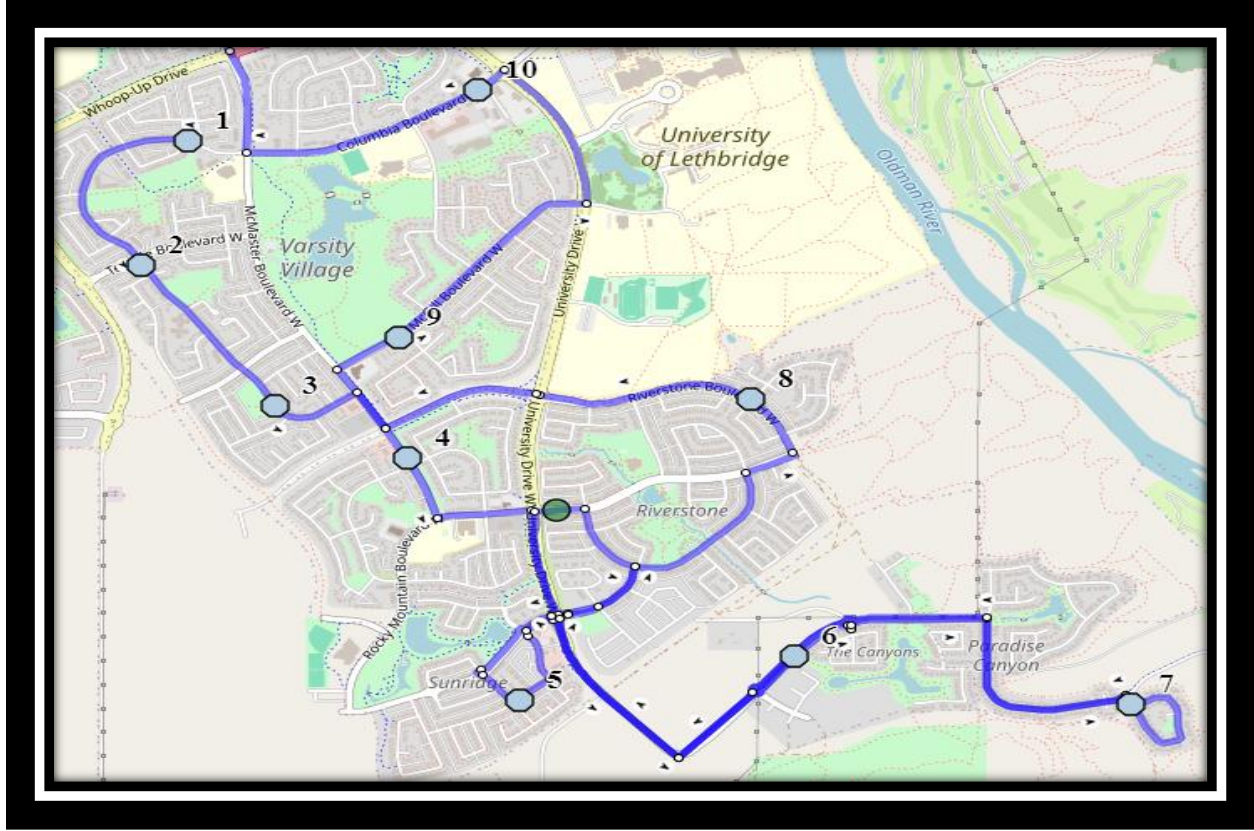 10
Whoop-Up Drive
1
Columbia Boulevard
University
of Lethbridge
Oldman River
2
Boulevard W
McMaster Boulevard W
Varsity
Village
University Drive
9
Boulevard W
3
8
Riverstone
4
University Drive W
Riverstone
Rocky Mountain Boulevard
6
The Canyons
Paradise
Canyon
Sunridge
5
7